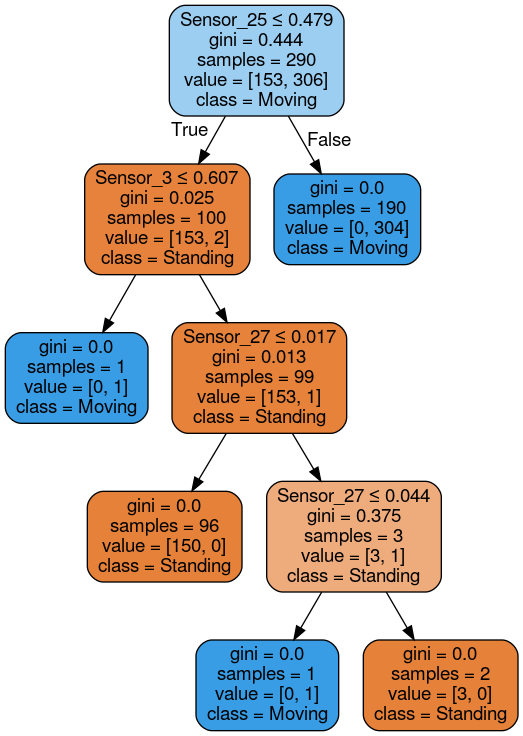 Sensor_25 ≤ 0.479
gini = 0.444
samples = 290
value = [153, 306]
class = Moving
True
False
Sensor_3 ≤ 0.607
gini = 0.025
samples = 100
value = [153, 2]
class = Standing
gini = 0.0
samples = 190
value = [0, 304]
class = Moving
gini = 0.0
samples = 1
value = [0, 1]
class = Moving
Sensor_27 ≤ 0.017
gini = 0.013
samples = 99
value = [153, 1]
class = Standing
gini = 0.0
samples = 96
value = [150, 0]
class = Standing
Sensor_27 ≤ 0.044
gini = 0.375
samples = 3
value = [3, 1]
class = Standing
gini = 0.0
samples = 1
value = [0, 1]
class = Moving
gini = 0.0
samples = 2
value = [3, 0]
class = Standing